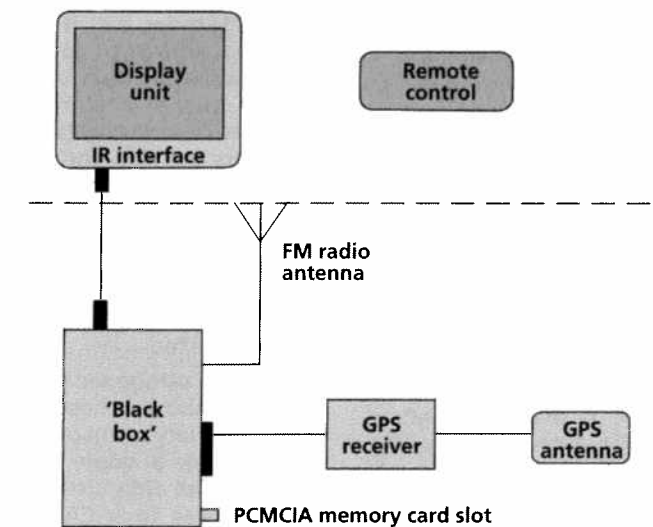 Display
unit
IR interface
Remote
control
FM radio
antenna
'Black
box'
GPS
receiver
GPS
antenna
PCMCIA memory card slot